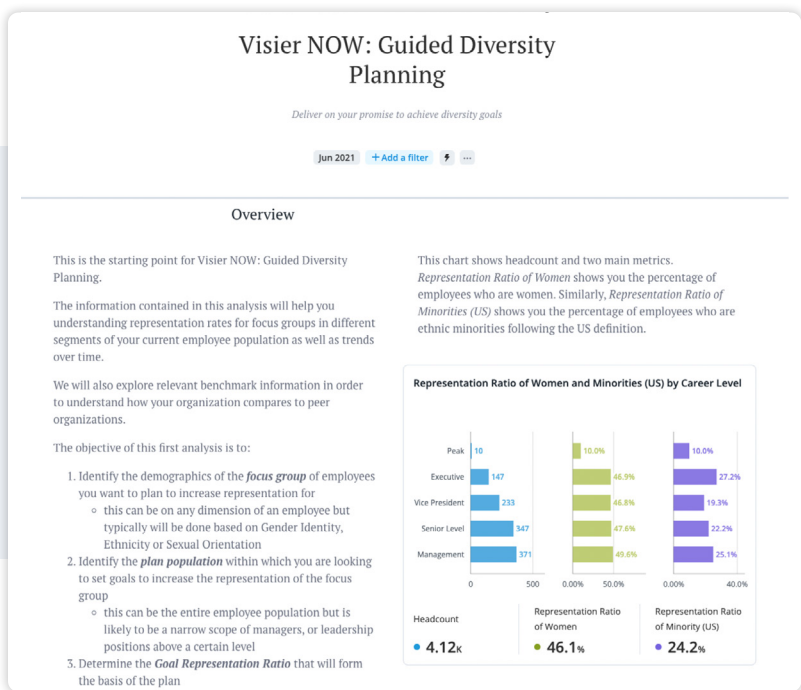 Visier NOW: Guided Diversity
Planning
Deliver on your promise to achieve diversity goals
Jun 2021 + Add a filter ...
Overview
This is the starting point for Visier NOW: Guided Diversity
Planning.
The information contained in this analysis will help you
understanding representation rates for focus groups in different
segments of your current employee population as well as trends
over time.
We will also explore relevant benchmark information in order
to understand how your organization compares to peer
organizations.
The objective of this first analysis is to:
1. Identify the demographics of the focus group of employees
you want to plan to increase representation for
◦ this can be on any dimension of an employee but
typically will be done based on Gender Identity,
Ethnicity or Sexual Orientation
2. Identify the plan population within which you are looking
to set goals to increase the representation of the focus
group
◦ this can be the entire employee population but is
likely to be a narrow scope of managers, or leadership
positions above a certain level
3. Determine the Goal Representation Ratio that will form
the basis of the plan
This chart shows headcount and two main metrics.
Representation Ratio of Women shows you the percentage of
employees who are women. Similarly, Representation Ratio of
Minorities (US) shows you the percentage of employees who are
ethnic minorities following the US definition.
Representation Ratio of Women and Minorities (US) by Career Level
Peak 10 10.0% 10.0%
Executive 147 46.9% 27.2%
Vice President 233 46.8% 19.3%
Senior Level 347 47.6% 22.2%
Management 371 49.6% 25.1%
0 500 0.00% 50.0% 0.00% 40.0%
Headcount
4.12K
Representation Ratio
of Women
46.1%
Representation Ratio
of Minority (US)
24.2%